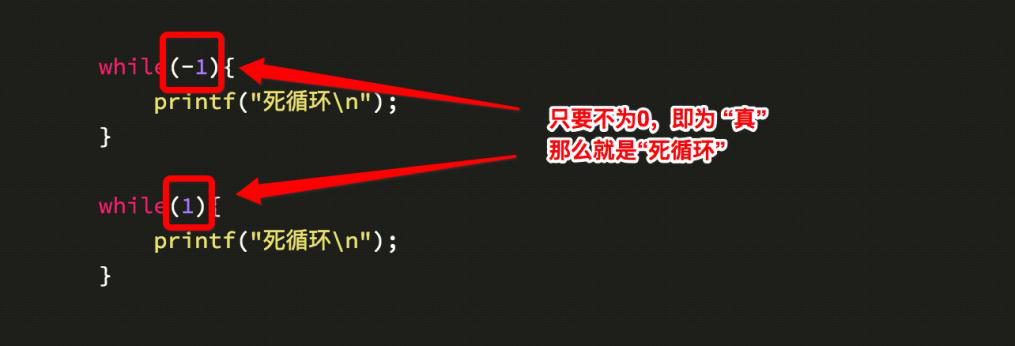 while(-1){
    printf("死循环\n");
}
只要不为0，即为 “真”
那么就是“死循环”
while(1){
    printf("死循环\n");
}